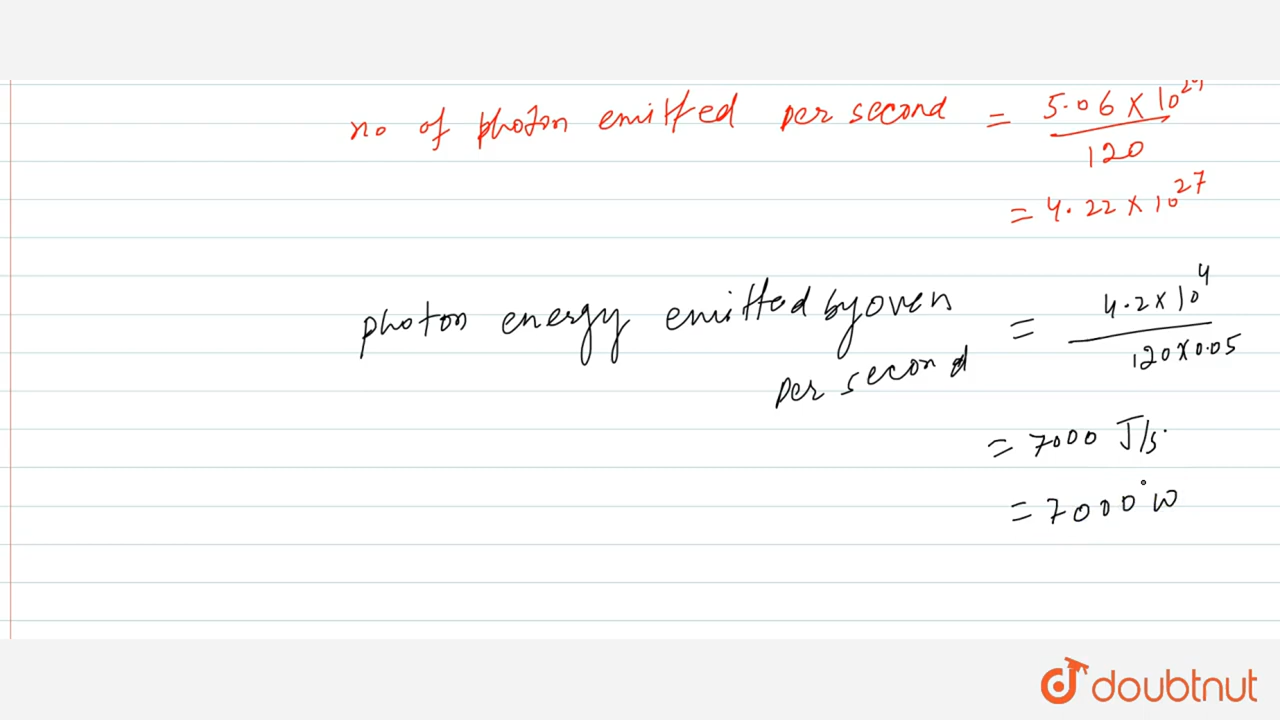 no of photon emitted per second = 5.06 × 10^29 / 120
= 4.22 × 10^27
photon energy emitted by oven per second = 4.2 × 10^4 / 120 × 0.05
= 7000 J/s
= 7000 W
doubtnut